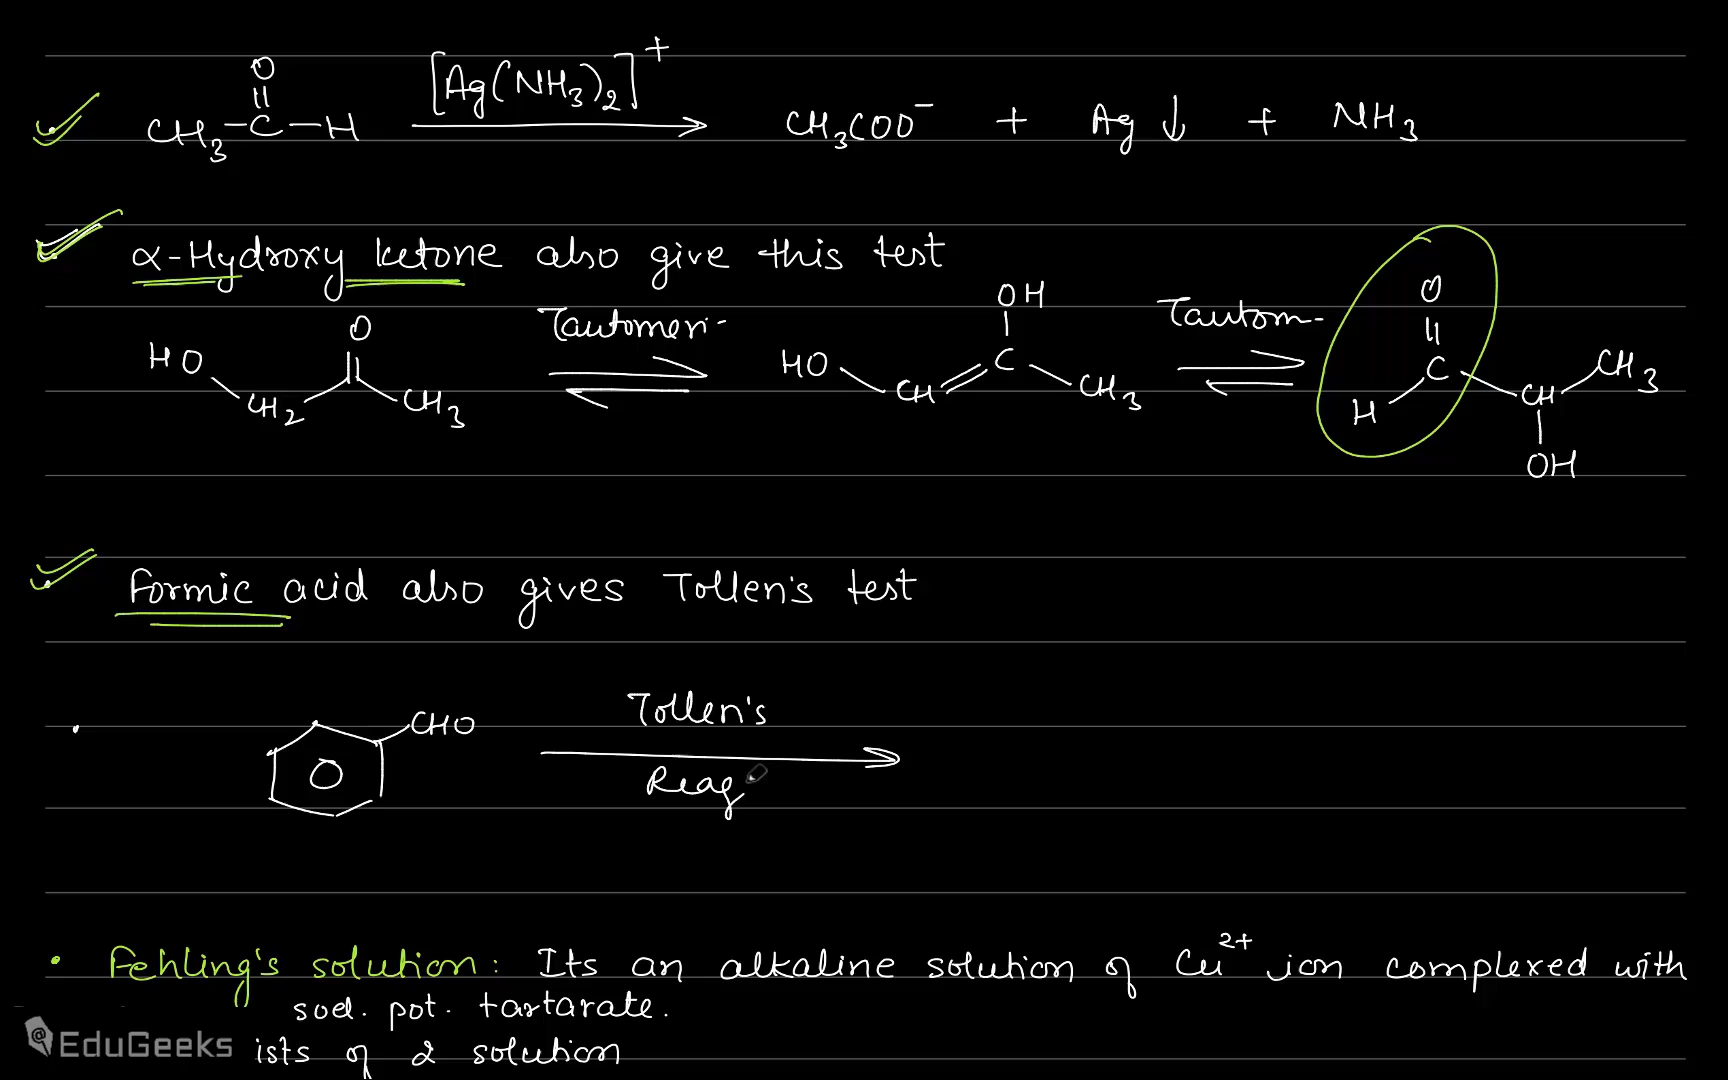 CH₃-C(=O)-H [Ag(NH₃)₂]⁺ → CH₃COO⁻ + Ag ↓ + NH₃
α-Hydroxy ketone also give this test
HO CH₂ O CH₃ Tautomeri- ⇌ HO CH=C OH CH₃ Tautom- ⇌ O=C H CH OH CH₃
Formic acid also gives Tollen's test
CHO Tollen's
Reag
Fehling's solution: Its an alkaline solution of Cu²⁺ ion complexed with
sod. pot. tartarate.
EduGeeks ists of 2 solution